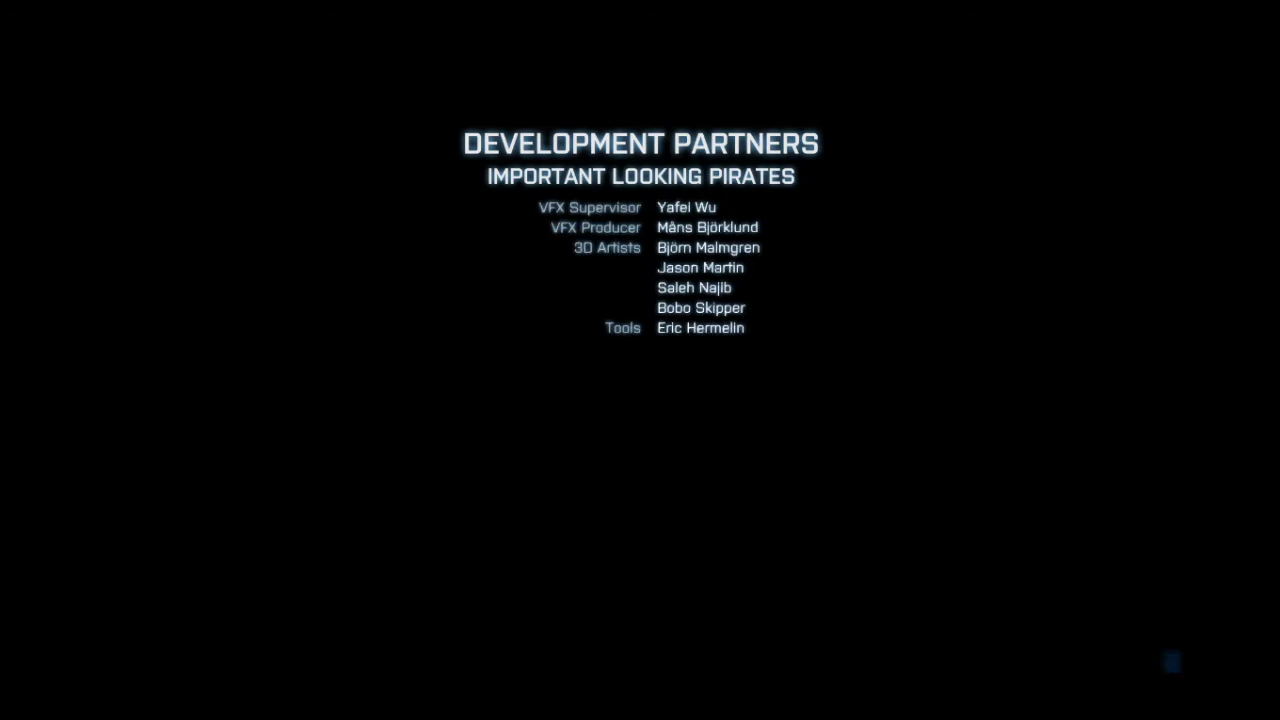 DEVELOPMENT PARTNERS
IMPORTANT LOOKING PIRATES
VFX Supervisor Yafei Wu
VFX Producer Måns Björklund
3D Artists Björn Malmgren
Jason Martin
Saleh Najib
Bobo Skipper
Tools Eric Hermelin